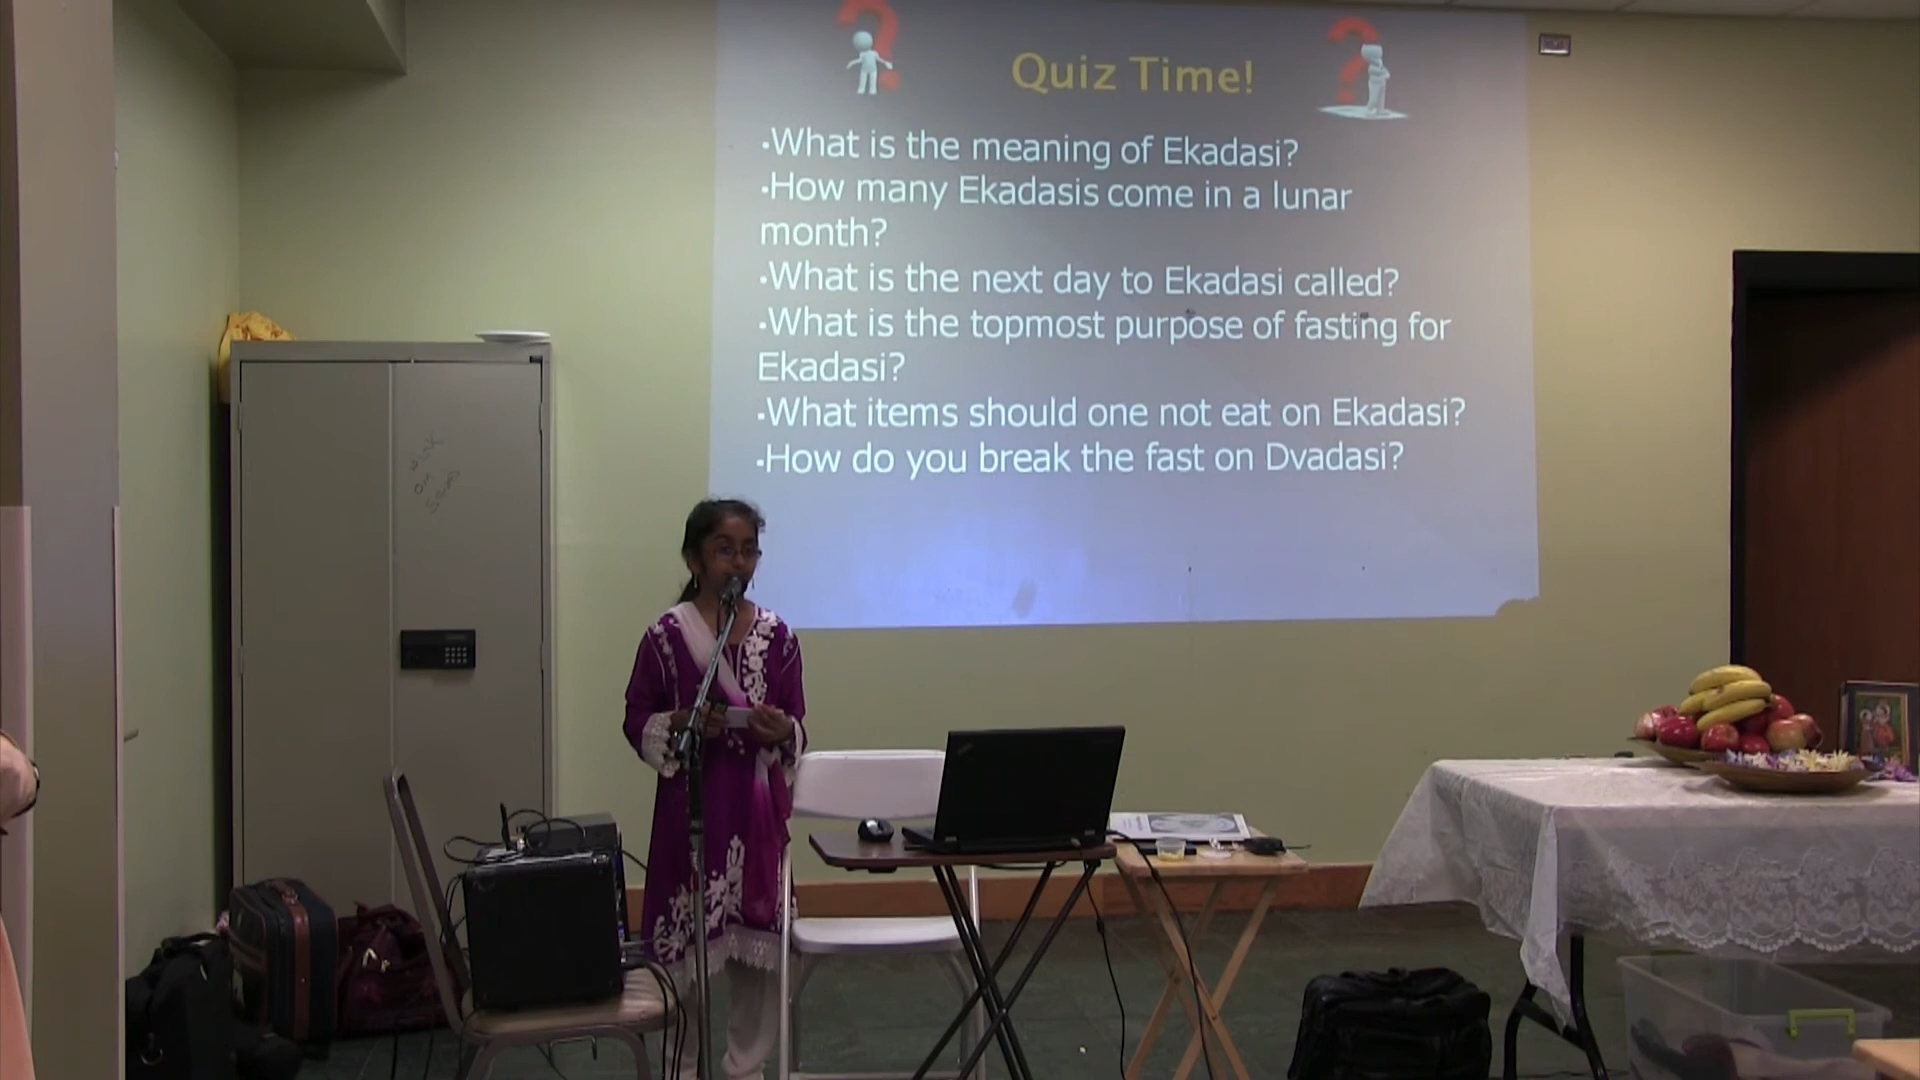 Quiz Time!
•What is the meaning of Ekadasi?
•How many Ekadasis come in a lunar
month?
•What is the next day to Ekadasi called?
•What is the topmost purpose of fasting for
Ekadasi?
•What items should one not eat on Ekadasi?
•How do you break the fast on Dvadasi?